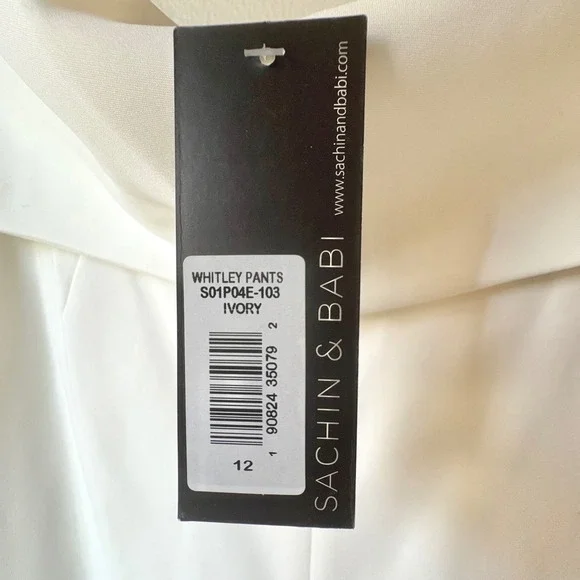 WHITLEY PANTS
S01P04E-103
IVORY
1 90824 35079 2
12
SACHIN & BABI www.sachinandbabi.com